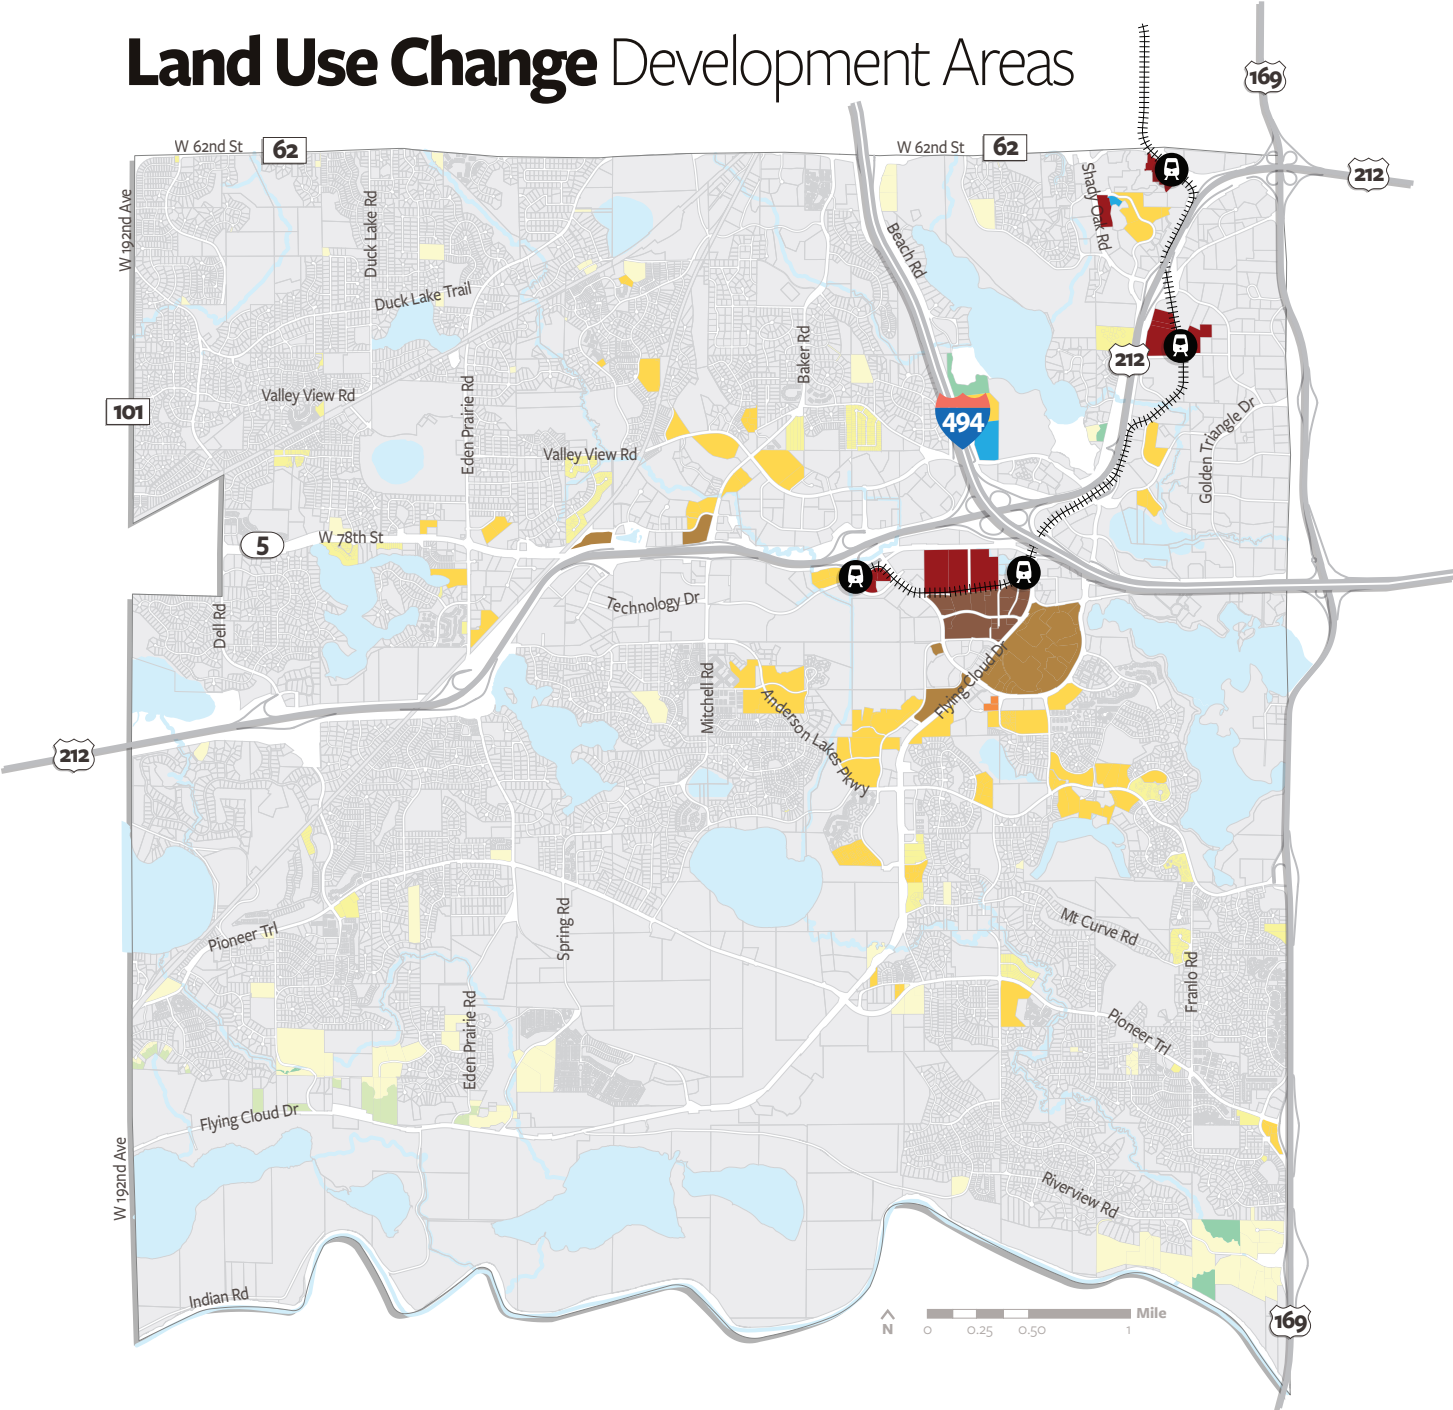 Land Use Change Development Areas
169
W 62nd St
62
W 62nd St
62
212
W 192nd Ave
Duck Lake Rd
Shady Oak Rd
Beach Rd
Duck Lake Trail
Baker Rd
212
Valley View Rd
Eden Prairie Rd
101
494
Golden Triangle Dr
Valley View Rd
W 78th St
5
Technology Dr
Dell Rd
Flying Cloud Dr
Mitchell Rd
Anderson Lakes Pkwy
212
Spring Rd
Mt Curve Rd
Pioneer Trl
Franlo Rd
Eden Prairie Rd
Pioneer Trl
Flying Cloud Dr
W 192nd Ave
Riverview Rd
Indian Rd
N
Mile
0 0.25 0.50 1
169